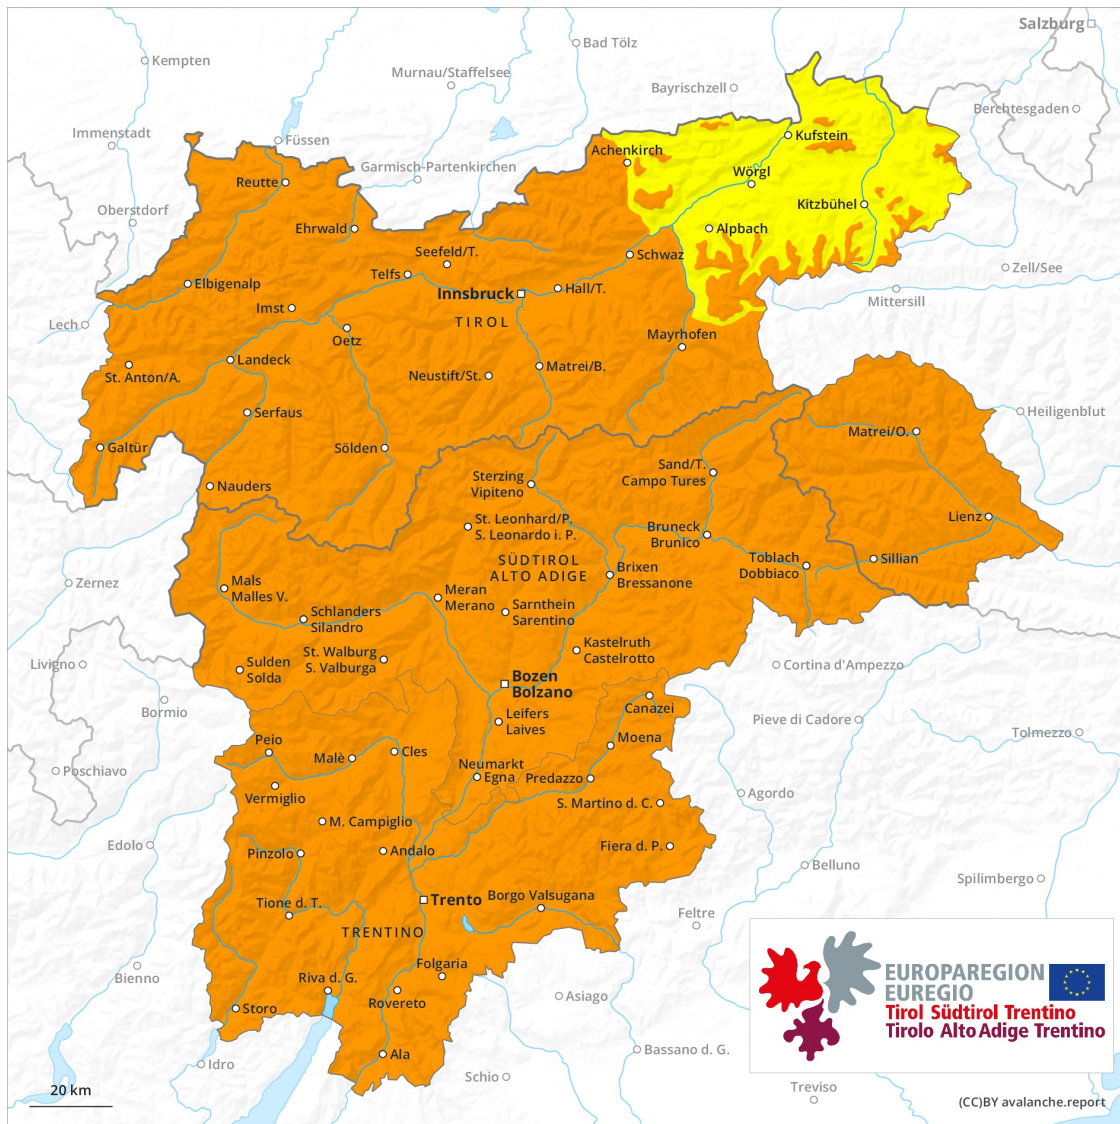 Salzburg
Bad Tölz
Kempten
Murnau/Staffelsee
Bayrischzell
Berchtesgaden
Immenstadt
Füssen
Kufstein
Achenkirch
Garmisch-Partenkirchen
Wörgl
Reutte
Kitzbühel
Oberstdorf
Ehrwald
Alpbach
Seefeld/T.
Schwaz
Zell/See
Telfs
Elbigenalp
Hall/T.
Innsbruck
Mittersill
Imst
Lech
TIROL
Oetz
Mayrhofen
Landeck
Matrei/B.
St. Anton/A.
Neustift/St.
Serfaus
Heiligenblut
Matrei/O.
Galtür
Sölden
Sand/T.
Campo Tures
Sterzing
Vipiteno
Nauders
Lienz
St. Leonhard/P.
S. Leonardo i. P.
Bruneck
Brunico
SÜDTIROL
ALTO ADIGE
Toblach
Dobbiaco
Sillian
Brixen
Bressanone
Zernez
Mals
Malles V.
Meran
Merano
Schlanders
Silandro
Sarnthein
Sarentino
Kastelruth
Castelrotto
St. Walburg
S. Valburga
Livigno
Sulden
Solda
Cortina d'Ampezzo
Bozen
Bolzano
Canazei
Bormio
Leifers
Laives
Pieve di Cadore
Tolmezzo
Peio
Moena
Malè
Cles
Poschiavo
Neumarkt
Egna
Predazzo
Vermiglio
Agordo
S. Martino d. C.
M. Campiglio
Edolo
Pinzolo
Andalo
Fiera d. P.
Belluno
Spilimbergo
Trento
Borgo Valsugana
Tione d. T.
Feltre
TRENTINO
Folgaria
Bienno
Riva d. G.
Rovereto
Asiago
Storo
EUROPAREGION
EUREGIO
Tirol Südtirol Trentino
Tirolo Alto Adige Trentino
Ala
Bassano d. G.
Idro
Schio
Treviso
20 km
(CC)BY avalanche.report